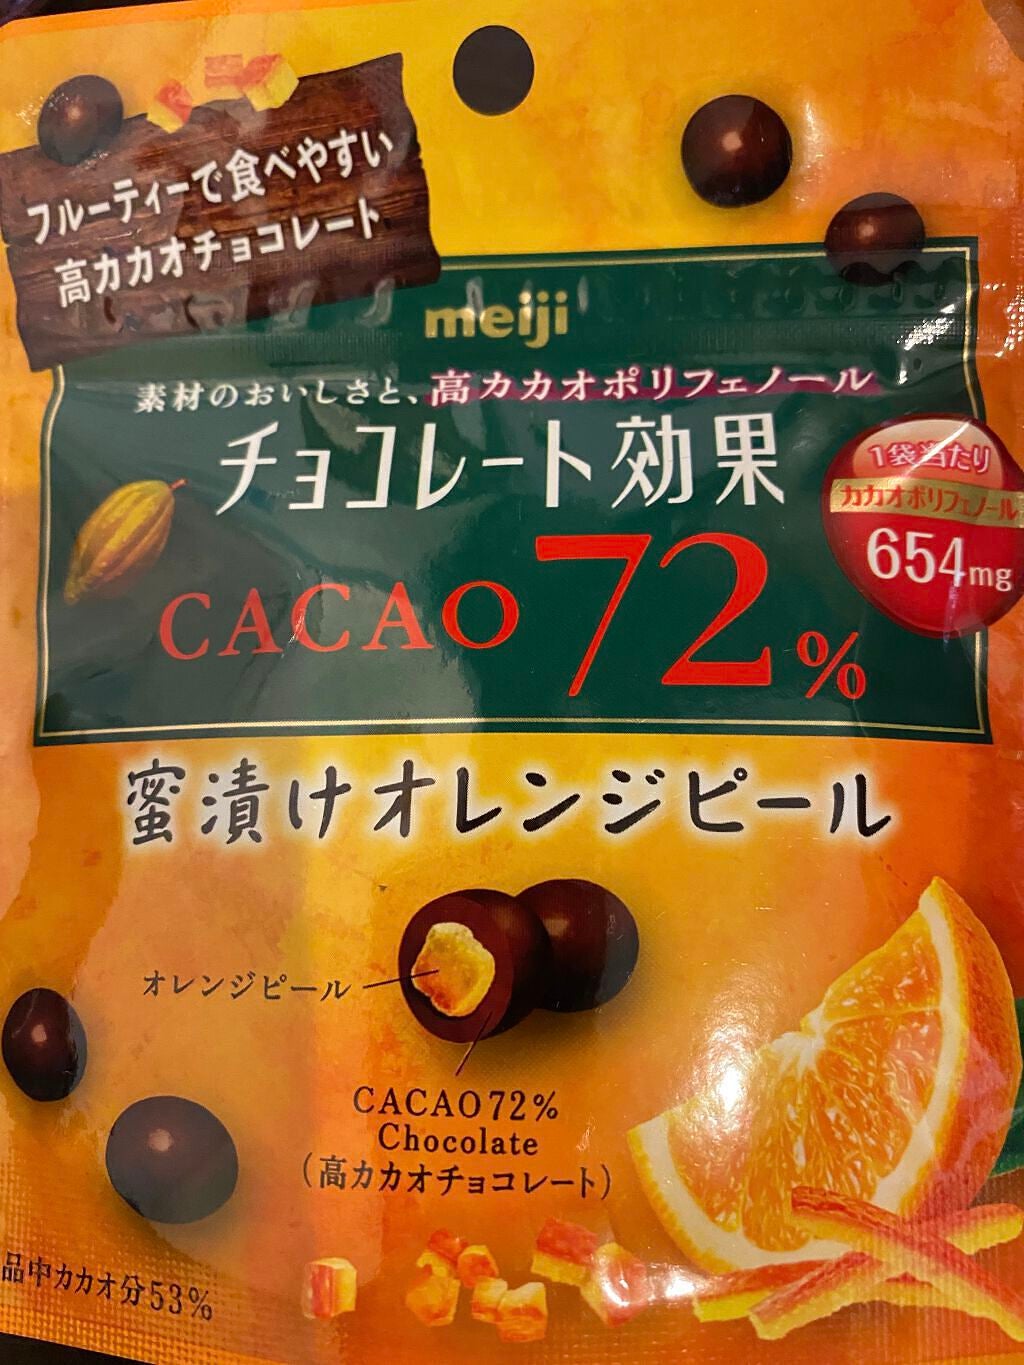 フルーティーで食べやすい
高カカオチョコレート
meiji
素材のおいしさと、高カカオポリフェノール
チョコレート効果
CACAO72%
1袋当たり
カカオポリフェノール
654mg
蜜漬けオレンジピール
オレンジピール
CACAO72%
Chocolate
(高カカオチョコレート)
品中カカオ分53%